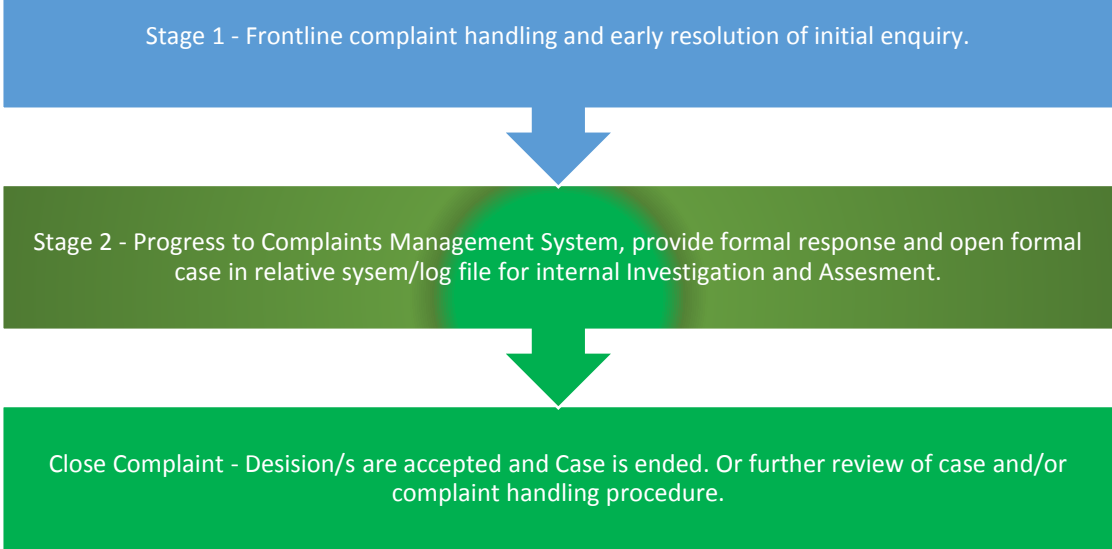 Stage 1 - Frontline complaint handling and early resolution of initial enquiry.
Stage 2 - Progress to Complaints Management System, provide formal response and open formal
case in relative sysem/log file for internal Investigation and Assesment.
Close Complaint - Desision/s are accepted and Case is ended. Or further review of case and/or
complaint handling procedure.